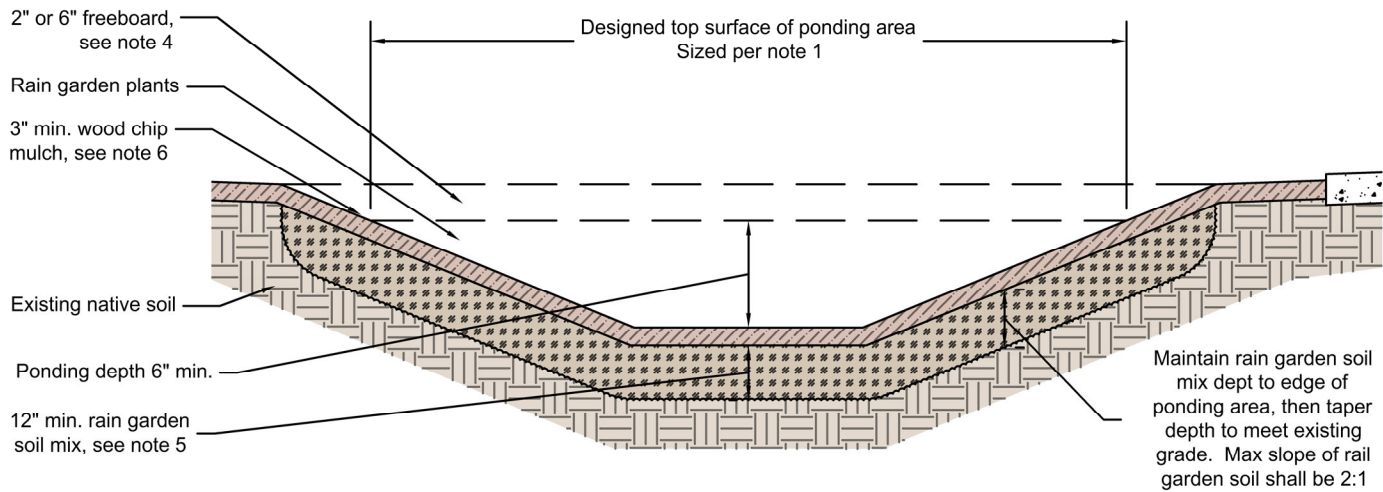 2" or 6" freeboard,
see note 4
Rain garden plants
3" min. wood chip
mulch, see note 6
Existing native soil
Ponding depth 6" min.
12" min. rain garden
soil mix, see note 5
Designed top surface of ponding area
Sized per note 1
Maintain rain garden soil
mix dept to edge of
ponding area, then taper
depth to meet existing
grade. Max slope of rail
garden soil shall be 2:1